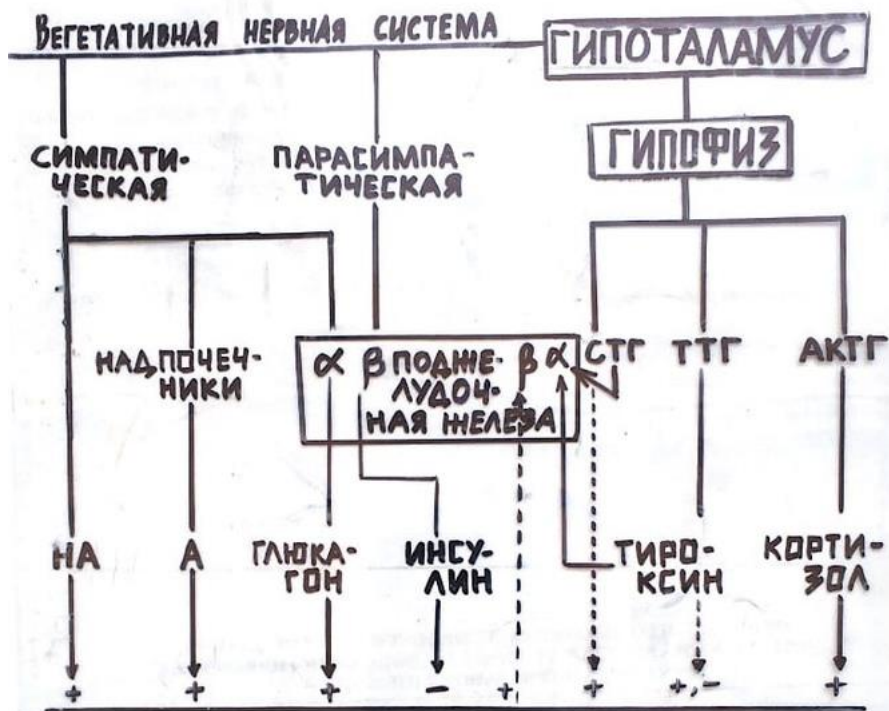 ВЕГЕТАТИВНАЯ НЕРВНАЯ СИСТЕМА
ГИПОТАЛАМУС
ГИПОФИЗ
СИМПАТИ-
ЧЕСКАЯ
ПАРАСИМПА-
ТИЧЕСКАЯ
НАДПОЧЕЧ-
НИКИ
α β ПОДЖЕ- β α
ЛУДОЧ-
НАЯ ЖЕЛЕЗА
СТГ ТТГ АКТГ
НА
А
ГЛЮКА-
ГОН
ИНСУ-
ЛИН
ТИРО-
КСИН
КОРТИ-
ЗОЛ
+ + + - + + +,- +